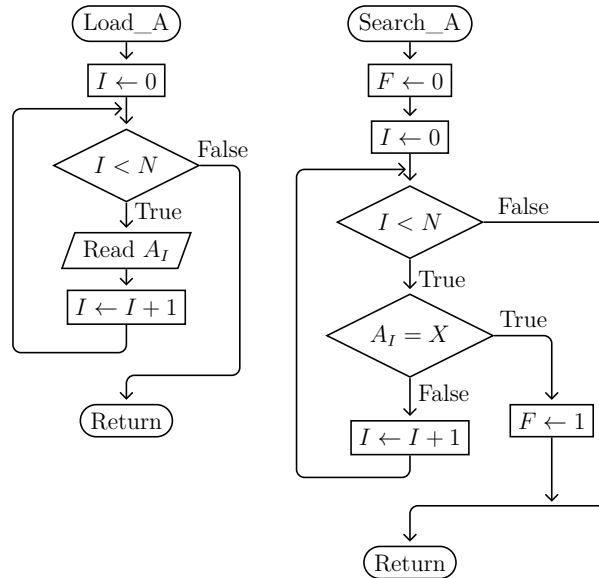 Load_A
I ← 0
I < N
False
True
Read A_I
I ← I + 1
Return
Search_A
F ← 0
I ← 0
I < N
False
True
A_I = X
True
False
I ← I + 1
F ← 1
Return